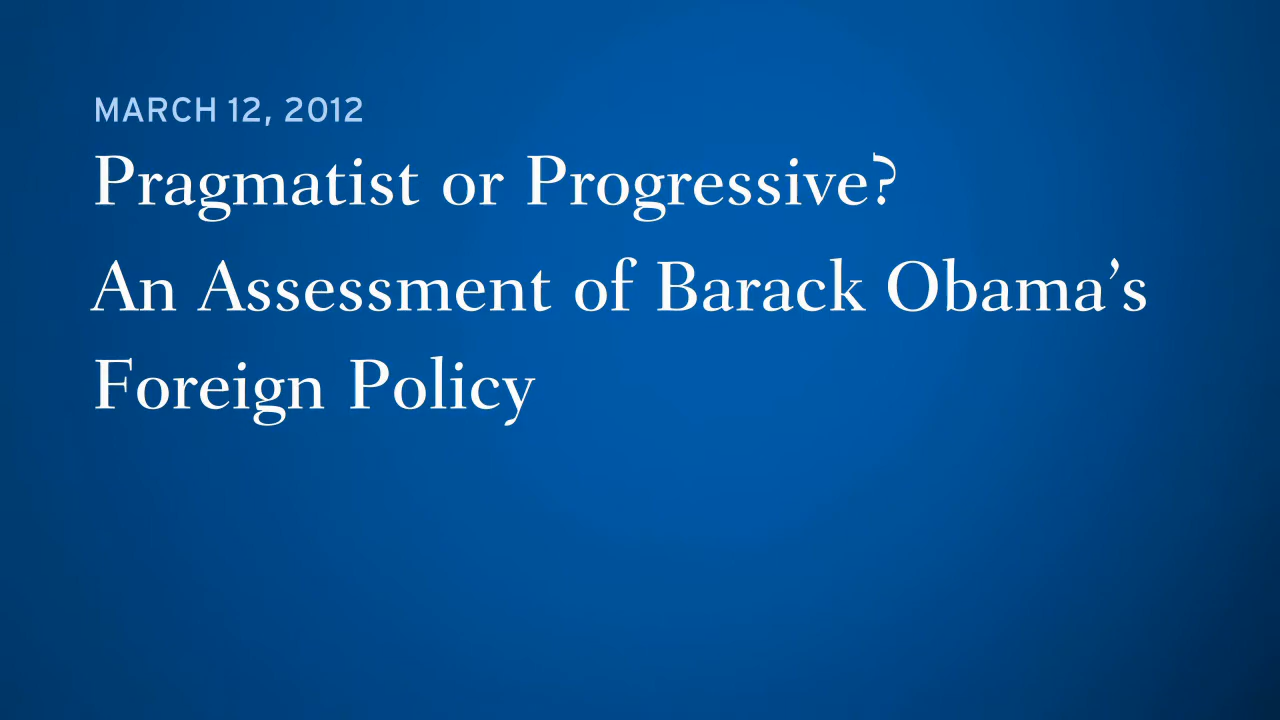 MARCH 12, 2012
Pragmatist or Progressive?
An Assessment of Barack Obama’s
Foreign Policy